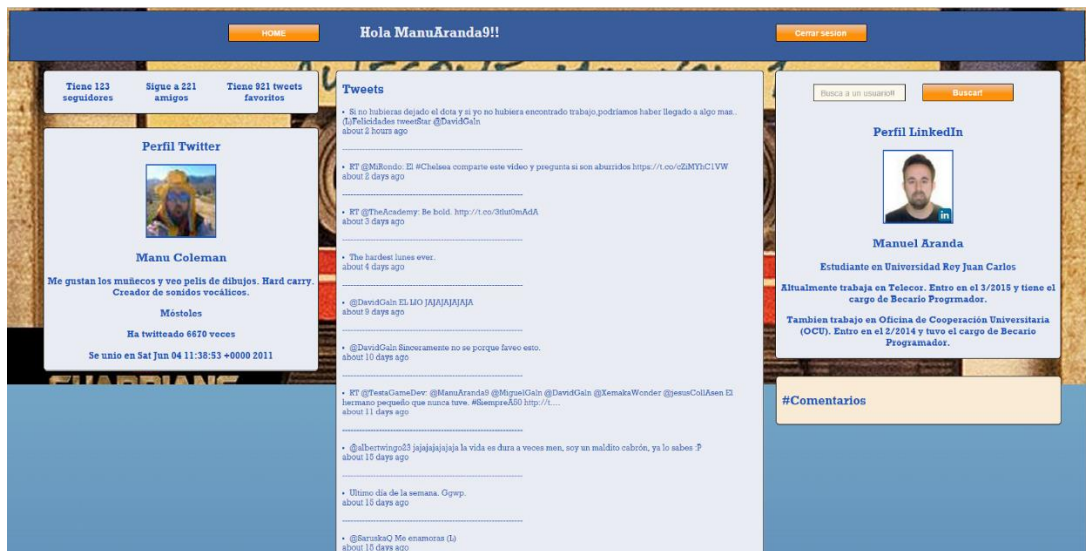 HOME
Hola ManuAranda9!!
Cerrar sesion
Tiene 123
seguidores
Sigue a 221
amigos
Tiene 921 tweets
favoritos
Perfil Twitter
Manu Coleman
Me gustan los muñecos y veo pelis de dibujos. Hard carry.
Creador de sonidos vocálicos.
Móstoles
Ha twitteado 6670 veces
Se unio en Sat Jun 04 11:38:53 +0000 2011
Tweets
• Si no hubieras dejado el dota y si yo no hubiera encontrado trabajo,podríamos haber llegado a algo mas..
(L)Felicidades tweetStar @DavidGaln
about 2 hours ago
• RT @MiRondo: El #Chelsea comparte este vídeo y pregunta si son aburridos https://t.co/cZiMYhC1VW
about 2 days ago
• RT @TheAcademy: Be bold. http://t.co/3tlut0mAdA
about 3 days ago
• The hardest lunes ever.
about 4 days ago
• @DavidGaln EL LIO JAJAJAJAJAJA
about 9 days ago
• @DavidGaln Sinceramente no se porque faveo esto.
about 10 days ago
• RT @TestaGameDev: @ManuAranda9 @MiguelGaln @DavidGaln @XemakaWonder @jesusCollAsen El
hermano pequeño que nunca tuve. #SiempreA50 http://t.…
about 11 days ago
• @albertwingo23 jajajajajajaja la vida es dura a veces men, soy un maldito cabrón, ya lo sabes :P
about 15 days ago
• Ultimo día de la semana. Ggwp.
about 15 days ago
• @SaruskaQ Me enamoras (L)
about 15 days ago
Busca a un usuario!!
Buscar!
Perfil LinkedIn
in
Manuel Aranda
Estudiante en Universidad Rey Juan Carlos
Altualmente trabaja en Telecor. Entro en el 3/2015 y tiene el
cargo de Becario Progrmador.
Tambien trabajo en Oficina de Cooperación Universitaria
(OCU). Entro en el 2/2014 y tuvo el cargo de Becario
Programador.
#Comentarios